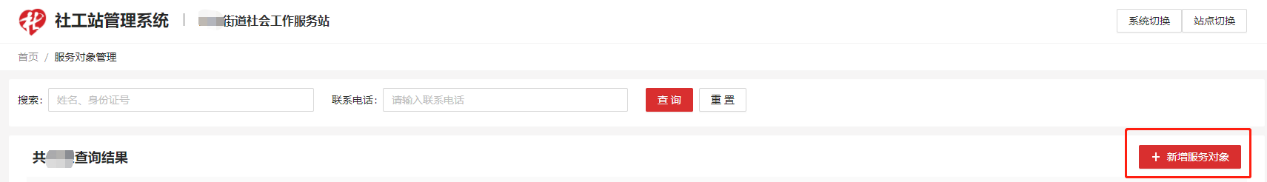 社工站管理系统 | 街道社会工作服务站 系统切换 站点切换
首页 / 服务对象管理
搜索: 姓名、身份证号 联系电话: 请输入联系电话 查询 重置
共 查询结果 + 新增服务对象